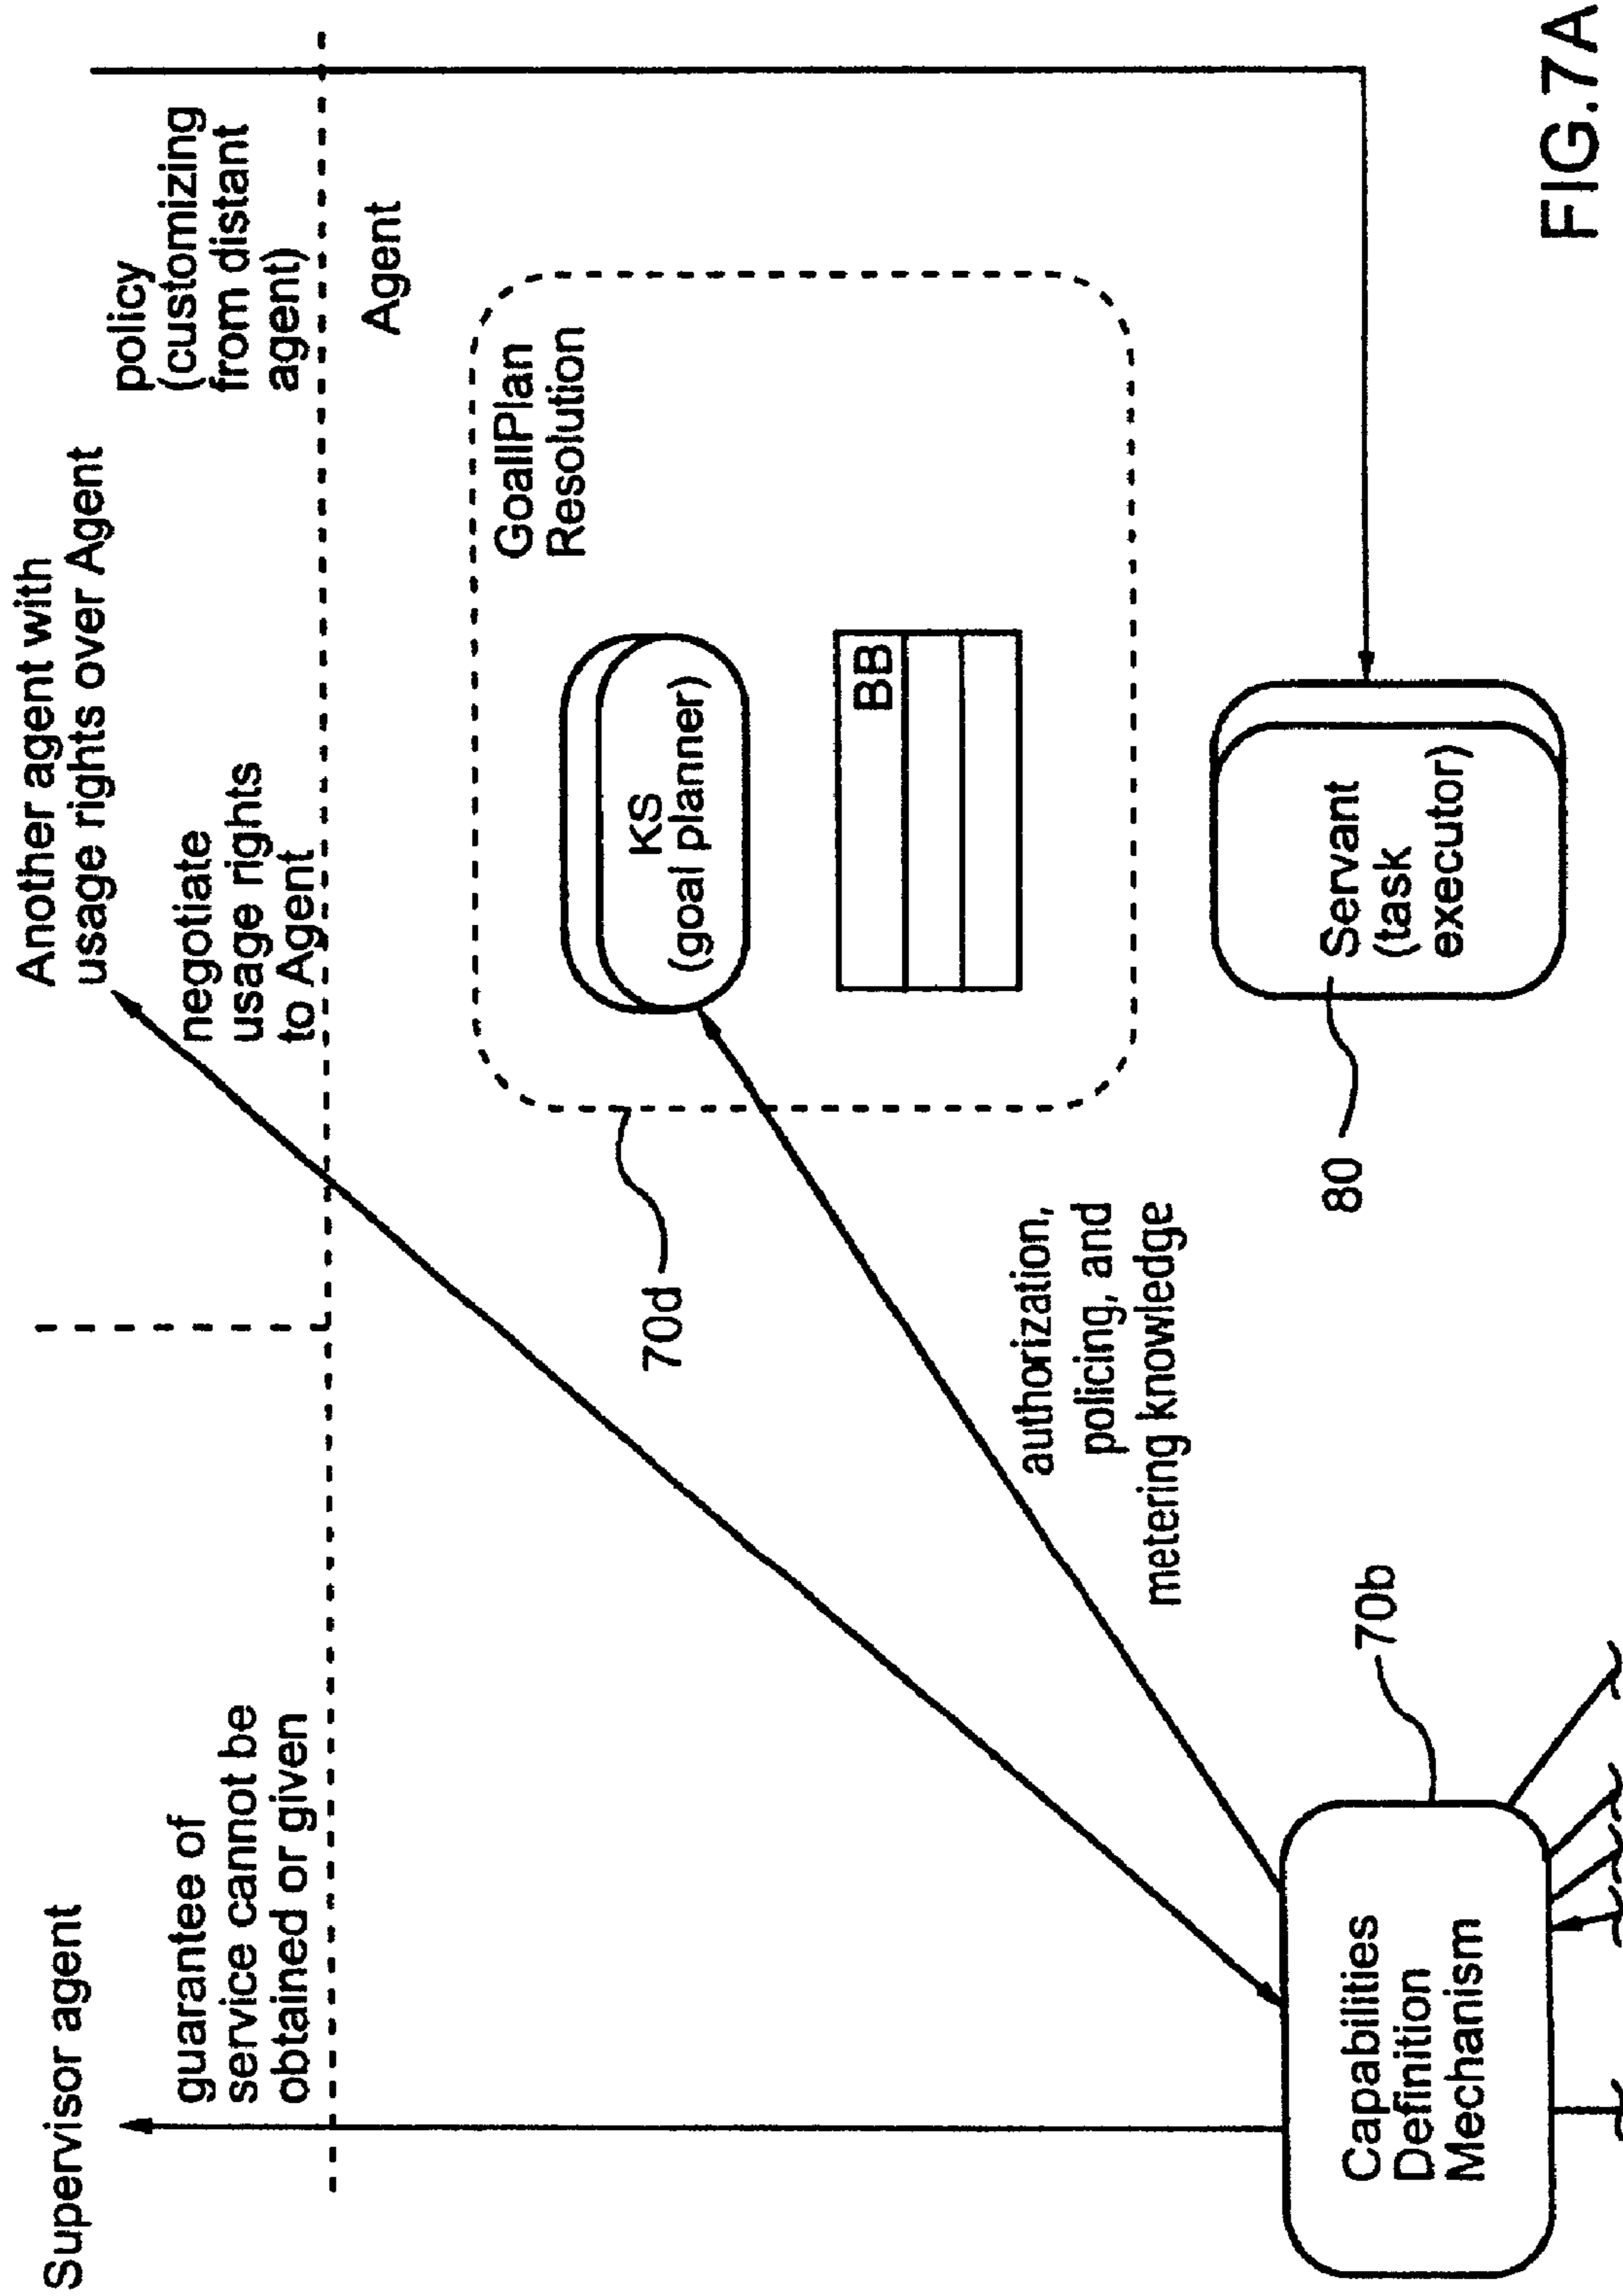 Supervisor agent
guarantee of
service cannot be
obtained or given
Another agent with
usage rights over Agent
negotiate
usage rights
to Agent
policy
(customizing
from distant
agent)
Agent
GoallPlan
Resolution
KS
(goal planner)
BB
70d
authorization,
policing, and
metering knowledge
Servant
(task
executor)
80
70b
Capabilities
Definition
Mechanism
FIG.7A